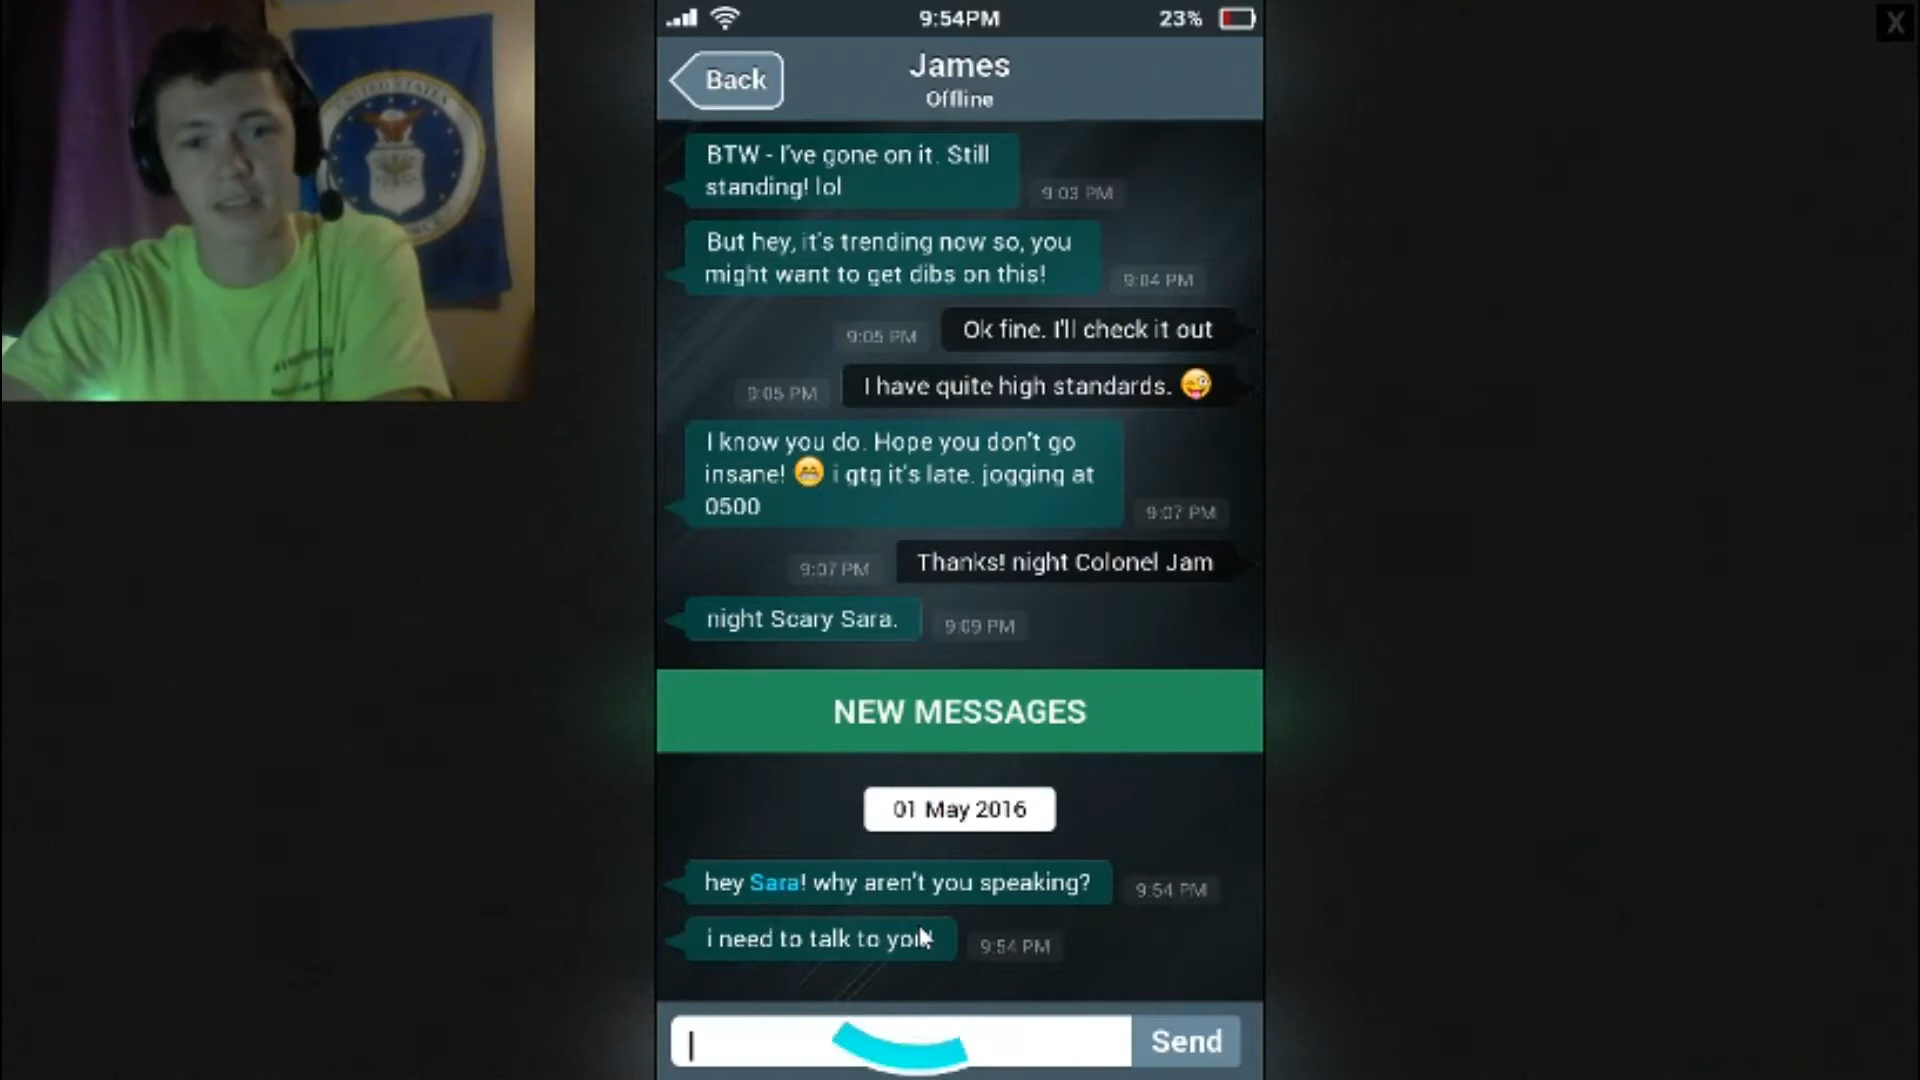 9:54PM
23%
X
Back
James
Offline
BTW - I've gone on it. Still
standing! lol
9:03 PM
But hey, it's trending now so, you
might want to get dibs on this!
9:04 PM
9:05 PM
Ok fine. I'll check it out
9:05 PM
I have quite high standards. 😜
I know you do. Hope you don't go
insane! 😁 i gtg it's late. jogging at
0500
9:07 PM
9:07 PM
Thanks! night Colonel Jam
night Scary Sara.
9:09 PM
NEW MESSAGES
01 May 2016
hey Sara! why aren't you speaking?
9:54 PM
i need to talk to you!
9:54 PM
Send
UNITED STATES